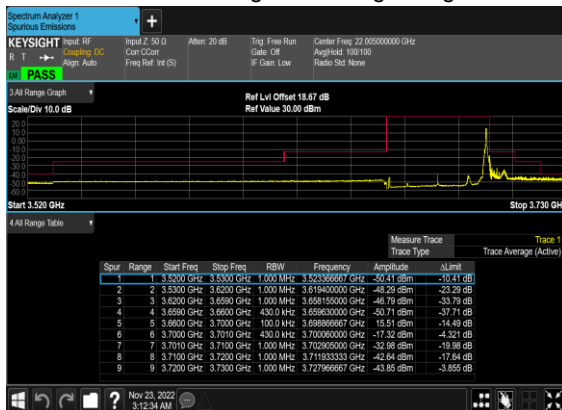 Spectrum Analyzer 1
Spurious Emissions
KEYSIGHT Input: RF Input Z: 50 Ω Atten: 20 dB Trig: Free Run Center Freq: 22.005000000 GHz
R T Coupling: DC Corr CCorr Gate: Off Avg|Hold: 100/100
Align: Auto Freq Ref: Int (S) IF Gain: Low Radio Std: None
LXI PASS
3 All Range Graph
Ref Lvl Offset 18.67 dB
Scale/Div 10.0 dB Ref Value 30.00 dBm
20.0
10.0
0.00
-10.0
-20.0
-30.0
-40.0
-50.0
-60.0
Start 3.520 GHz Stop 3.730 GH
4 All Range Table
Measure Trace Trace 1
Trace Type Trace Average (Active)
Spur Range Start Freq Stop Freq RBW Frequency Amplitude ΔLimit
1 1 3.5200 GHz 3.5300 GHz 1.000 MHz 3.523366667 GHz -50.41 dBm -10.41 dB
2 2 3.5300 GHz 3.6200 GHz 1.000 MHz 3.619400000 GHz -48.29 dBm -23.29 dB
3 3 3.6200 GHz 3.6590 GHz 1.000 MHz 3.658155000 GHz -46.79 dBm -33.79 dB
4 4 3.6590 GHz 3.6600 GHz 430.0 kHz 3.659630000 GHz -50.71 dBm -37.71 dB
5 5 3.6600 GHz 3.7000 GHz 100.0 kHz 3.698866667 GHz 15.51 dBm -14.49 dB
6 6 3.7000 GHz 3.7010 GHz 430.0 kHz 3.700060000 GHz -17.32 dBm -4.321 dB
7 7 3.7010 GHz 3.7100 GHz 1.000 MHz 3.702905000 GHz -32.98 dBm -19.98 dB
8 8 3.7100 GHz 3.7200 GHz 1.000 MHz 3.711933333 GHz -42.64 dBm -17.64 dB
9 9 3.7200 GHz 3.7300 GHz 1.000 MHz 3.727966667 GHz -43.85 dBm -3.855 dB
? Nov 23, 2022
3:12:34 AM